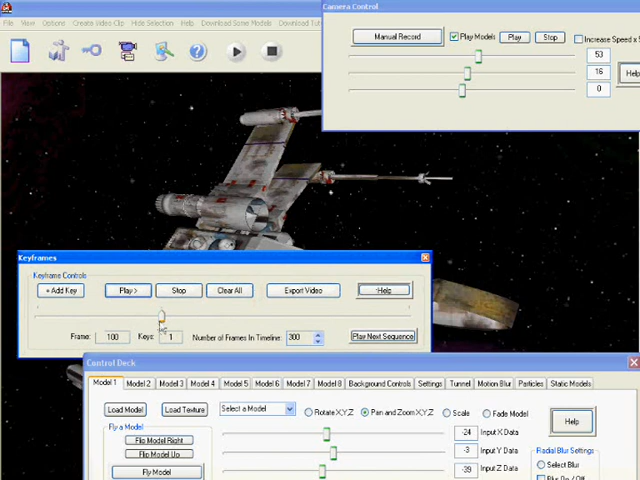 Camera Control
File View Options Create video Clip Hide Selection Download Some Models Download Tut
Manual Record Play Models Play Stop Increase Speed x
53
16
0
Help
Keyframes
Keyframe Controls
+ Add Key Play> Stop Clear All Export Video Help
Frame: 100 Keys: 1 Number of Frames In Timeline: 300 Play Next Sequence
Control Deck
Model 1 Model 2 Model 3 Model 4 Model 5 Model 6 Model 7 Model 8 Background Controls Settings Tunnel Motion Blur Particles Static Models
Load Model Load Texture Select a Model Rotate X,Y,Z Pan and Zoom X,Y,Z Scale Fade Model Help
Fly a Model
Flip Model Right
Flip Model Up
Fly Model
-24 Input X Data
-3 Input Y Data
-39 Input Z Data
Radial Blur Settings
Select Blur
Blur On / Off